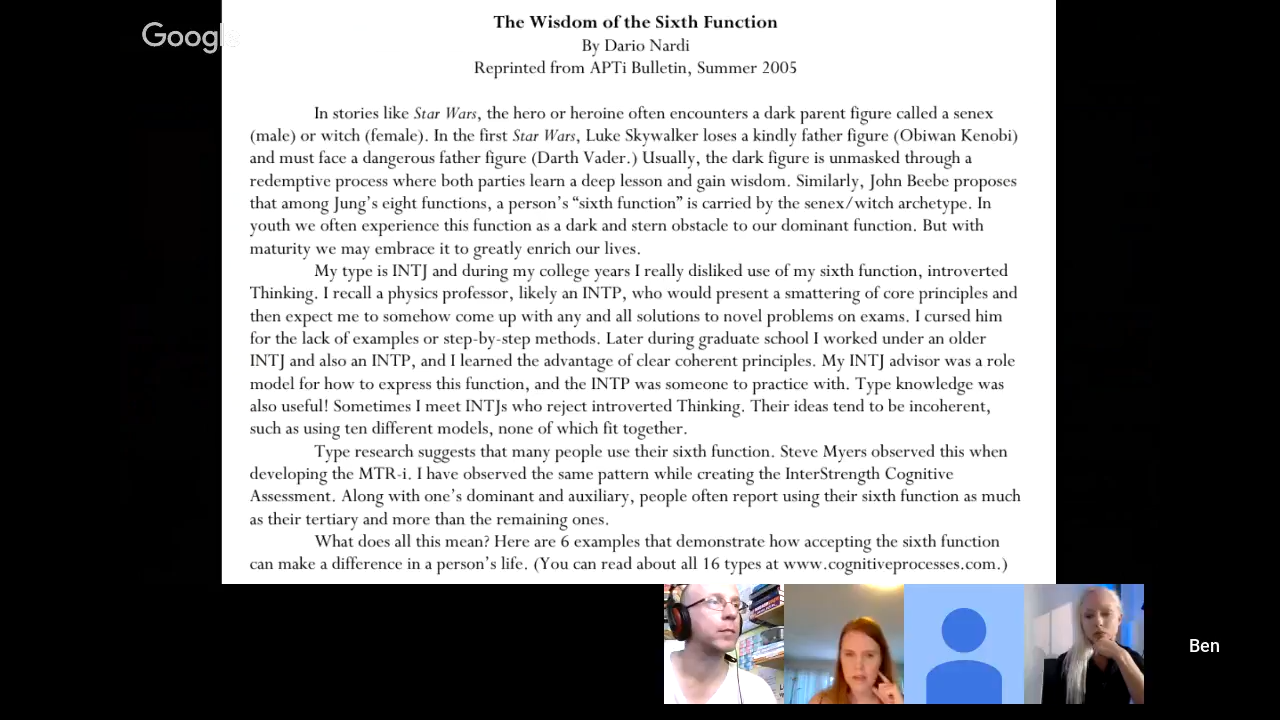 Google
The Wisdom of the Sixth Function
By Dario Nardi
Reprinted from APTi Bulletin, Summer 2005
In stories like Star Wars, the hero or heroine often encounters a dark parent figure called a senex
(male) or witch (female). In the first Star Wars, Luke Skywalker loses a kindly father figure (Obiwan Kenobi)
and must face a dangerous father figure (Darth Vader.) Usually, the dark figure is unmasked through a
redemptive process where both parties learn a deep lesson and gain wisdom. Similarly, John Beebe proposes
that among Jung's eight functions, a person's “sixth function” is carried by the senex/witch archetype. In
youth we often experience this function as a dark and stern obstacle to our dominant function. But with
maturity we may embrace it to greatly enrich our lives.
My type is INTJ and during my college years I really disliked use of my sixth function, introverted
Thinking. I recall a physics professor, likely an INTP, who would present a smattering of core principles and
then expect me to somehow come up with any and all solutions to novel problems on exams. I cursed him
for the lack of examples or step-by-step methods. Later during graduate school I worked under an older
INTJ and also an INTP, and I learned the advantage of clear coherent principles. My INTJ advisor was a role
model for how to express this function, and the INTP was someone to practice with. Type knowledge was
also useful! Sometimes I meet INTJs who reject introverted Thinking. Their ideas tend to be incoherent,
such as using ten different models, none of which fit together.
Type research suggests that many people use their sixth function. Steve Myers observed this when
developing the MTR-i. I have observed the same pattern while creating the InterStrength Cognitive
Assessment. Along with one's dominant and auxiliary, people often report using their sixth function as much
as their tertiary and more than the remaining ones.
What does all this mean? Here are 6 examples that demonstrate how accepting the sixth function
can make a difference in a person's life. (You can read about all 16 types at www.cognitiveprocesses.com.)
Ben